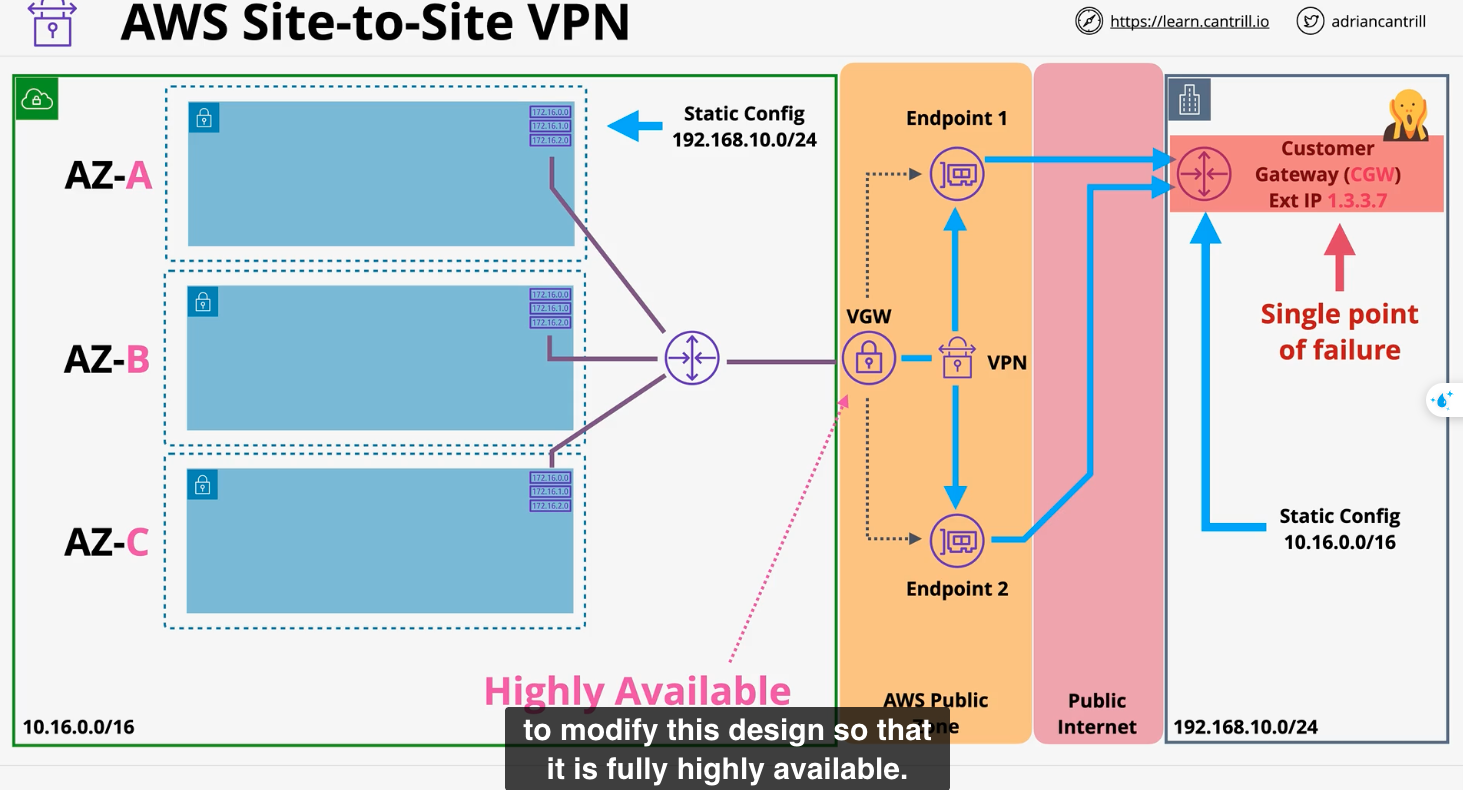 AWS Site-to-Site VPN
https://learn.cantrill.io
adriancantrill
AZ-A
172.16.0.0
172.16.1.0
172.16.2.0
Static Config
192.168.10.0/24
AZ-B
172.16.0.0
172.16.1.0
172.16.2.0
AZ-C
172.16.0.0
172.16.1.0
172.16.2.0
Highly Available
10.16.0.0/16
Endpoint 1
VGW
VPN
Endpoint 2
AWS Public
Zone
Public
Internet
Customer
Gateway (CGW)
Ext IP 1.3.3.7
Single point
of failure
Static Config
10.16.0.0/16
192.168.10.0/24
to modify this design so that
it is fully highly available.